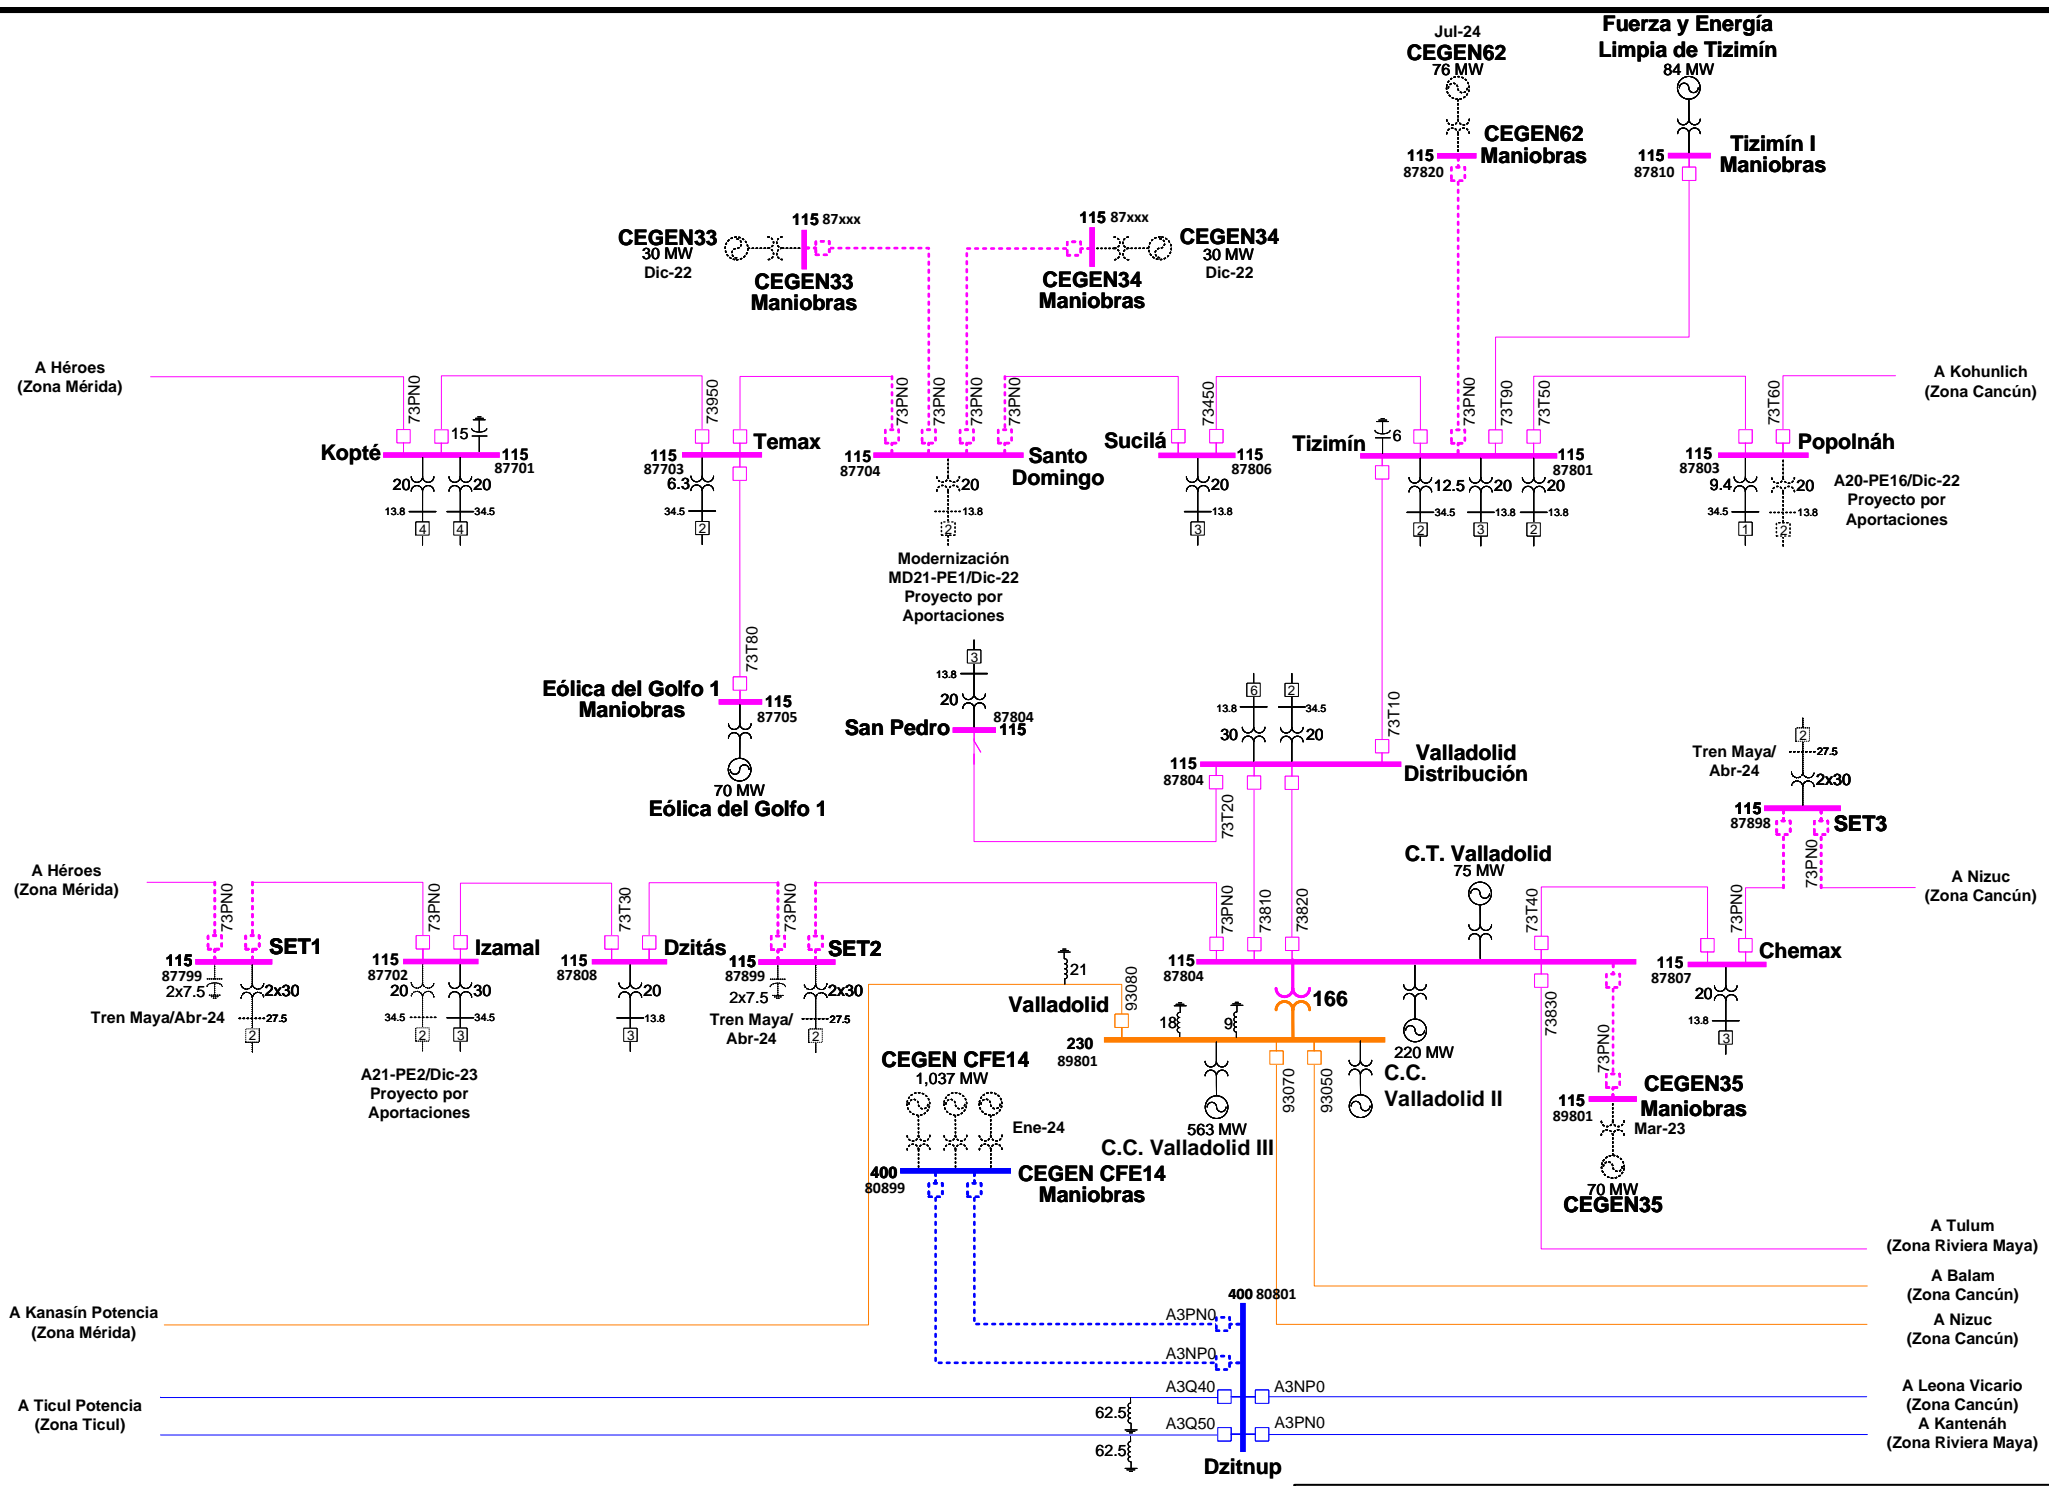 Jul-24
CEGEN62
76 MW
CEGEN62
Maniobras
115
87820
Fuerza y Energía
Limpia de Tizimín
84 MW
Tizimín I
Maniobras
115
87810
115 87xxx
CEGEN33
30 MW
Dic-22
CEGEN33
Maniobras
115 87xxx
CEGEN34
30 MW
Dic-22
CEGEN34
Maniobras
A Héroes
(Zona Mérida)
73PN0
15
Kopté
115
87701
20
20
13.8
34.5
4
4
73950
Temax
115
87703
6.3
34.5
2
73PN0
73PN0
73PN0
73PN0
115
87704
Santo
Domingo
20
13.8
2
Modernización
MD21-PE1/Dic-22
Proyecto por
Aportaciones
Sucilá
73450
115
87806
20
13.8
3
6
Tizimín
73PN0
73T90
73T50
115
87801
12.5
20
20
34.5
13.8
13.8
2
3
2
73T60
Popolnáh
115
87803
9.4
20
34.5
13.8
1
2
A Kohunlich
(Zona Cancún)
A20-PE16/Dic-22
Proyecto por
Aportaciones
73T80
Eólica del Golfo 1
Maniobras
115
87705
70 MW
Eólica del Golfo 1
3
13.8
20
87804
San Pedro
115
6
2
13.8
34.5
30
20
73T10
Valladolid
Distribución
115
87804
73T20
Tren Maya/
Abr-24
2
27.5
2x30
115
87898
SET3
73PN0
A Héroes
(Zona Mérida)
73PN0
SET1
115
87799
2x7.5
2x30
27.5
2
Tren Maya/Abr-24
73PN0
Izamal
115
87702
20
30
34.5
34.5
2
3
A21-PE2/Dic-23
Proyecto por
Aportaciones
73T30
Dzitás
115
87808
20
13.8
3
73PN0
SET2
115
87899
2x7.5
2x30
27.5
2
Tren Maya/
Abr-24
73PN0
73810
73820
C.T. Valladolid
75 MW
73T40
73PN0
A Nizuc
(Zona Cancún)
Chemax
115
87807
20
13.8
3
115
87804
21
93080
Valladolid
18
9
166
230
89801
220 MW
C.C.
Valladolid II
563 MW
C.C. Valladolid III
93070
93050
73830
73PN0
CEGEN35
Maniobras
115
89801
Mar-23
70 MW
CEGEN35
CEGEN CFE14
1,037 MW
Ene-24
400
80899
CEGEN CFE14
Maniobras
A Tulum
(Zona Riviera Maya)
A Balam
(Zona Cancún)
A Nizuc
(Zona Cancún)
A Kanasín Potencia
(Zona Mérida)
400 80801
A3PN0
A3NP0
A3Q40
A3NP0
A3Q50
A3PN0
62.5
62.5
Dzitnup
A Ticul Potencia
(Zona Ticul)
A Leona Vicario
(Zona Cancún)
A Kantenáh
(Zona Riviera Maya)